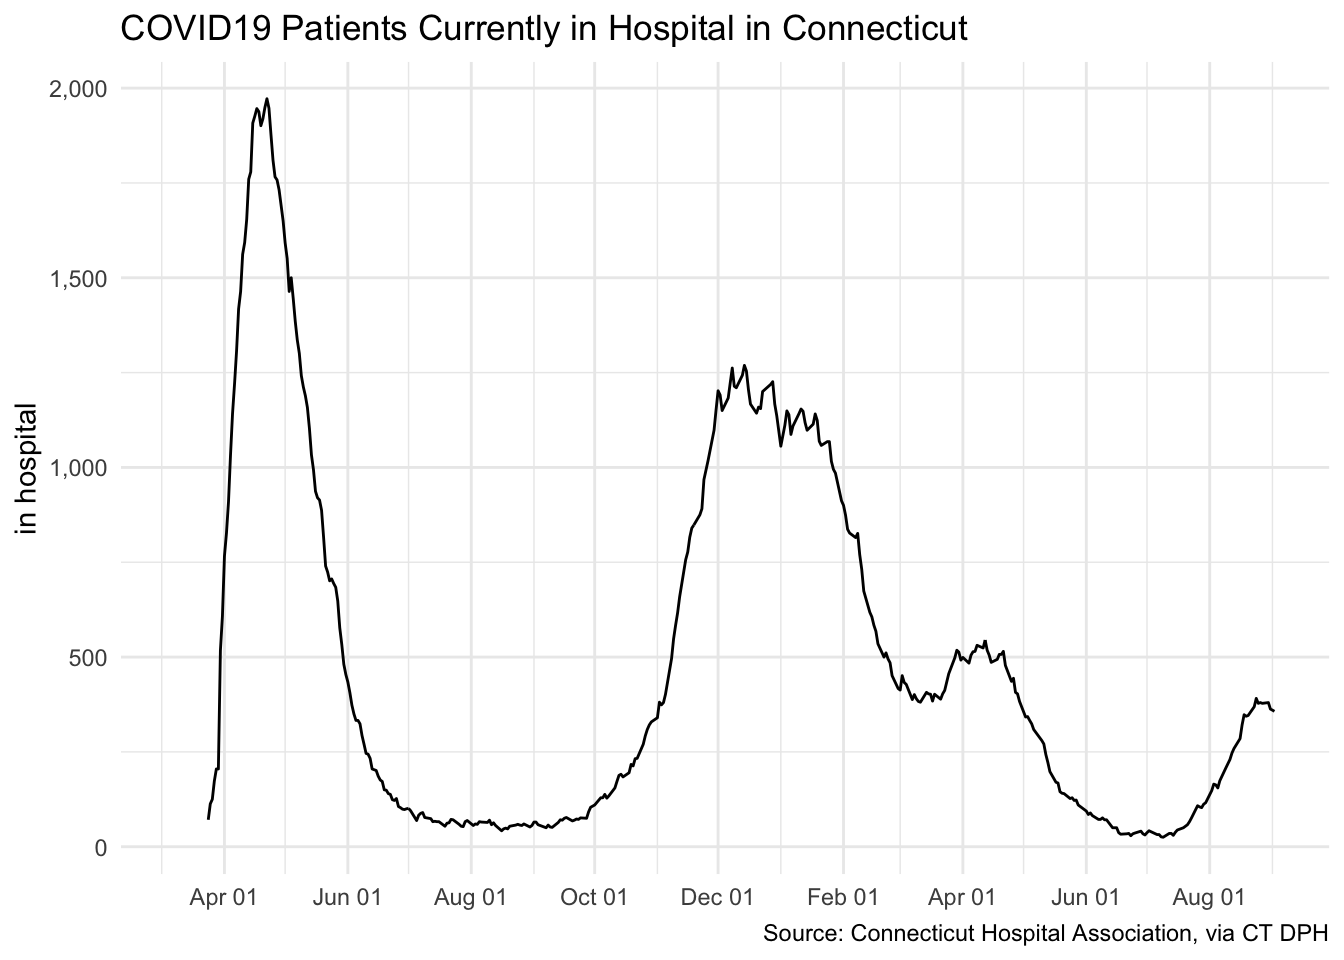 COVID19 Patients Currently in Hospital in Connecticut
in hospital
2,000
1,500
1,000
500
0
Apr 01 Jun 01 Aug 01 Oct 01 Dec 01 Feb 01 Apr 01 Jun 01 Aug 01
Source: Connecticut Hospital Association, via CT DPH